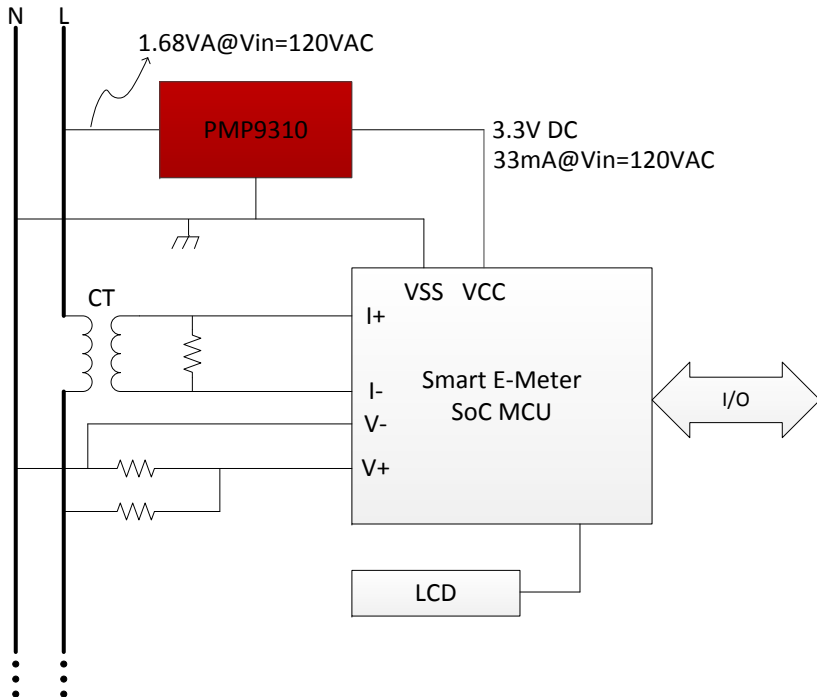 N L
1.68VA@Vin=120VAC
PMP9310
3.3V DC
33mA@Vin=120VAC
VSS VCC
CT
I+
I-
V-
V+
Smart E-Meter
SoC MCU
I/O
LCD